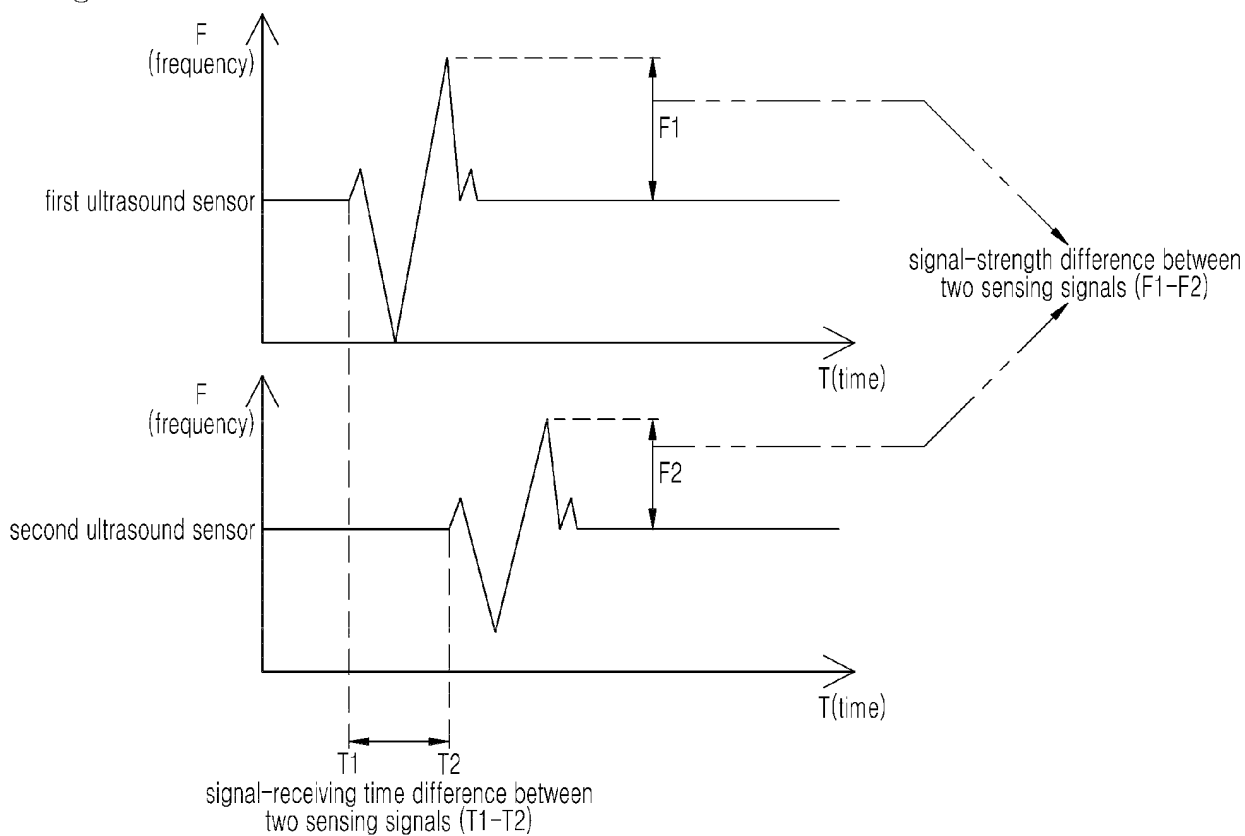 F
(frequency)
F1
first ultrasound sensor
signal-strength difference between
two sensing signals (F1-F2)
T(time)
F
(frequency)
F2
second ultrasound sensor
T(time)
T1 T2
signal-receiving time difference between
two sensing signals (T1-T2)